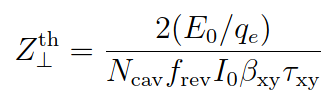 Z_⊥^th = 2(E_0/q_e) / (N_cav f_rev I_0 β_xy τ_xy)